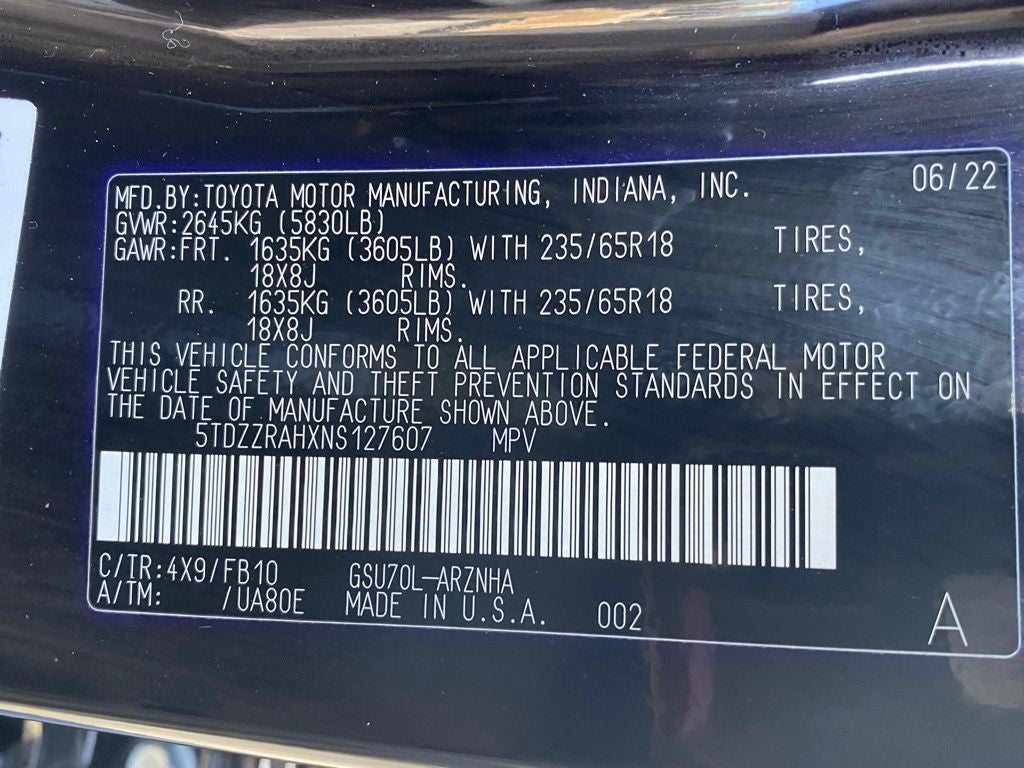 MFD.BY:TOYOTA MOTOR MANUFACTURING, INDIANA, INC. 06/22
GVWR:2645KG (5830LB)
GAWR:FRT. 1635KG (3605LB) WITH 235/65R18 TIRES,
18X8J RIMS.
RR. 1635KG (3605LB) WITH 235/65R18 TIRES,
18X8J RIMS.
THIS VEHICLE CONFORMS TO ALL APPLICABLE FEDERAL MOTOR
VEHICLE SAFETY AND THEFT PREVENTION STANDARDS IN EFFECT ON
THE DATE OF MANUFACTURE SHOWN ABOVE.
5TDZZRAHXNS127607 MPV
C/TR:4X9/FB10 GSU70L-ARZNHA
A/TM: /UA80E MADE IN U.S.A. 002 A